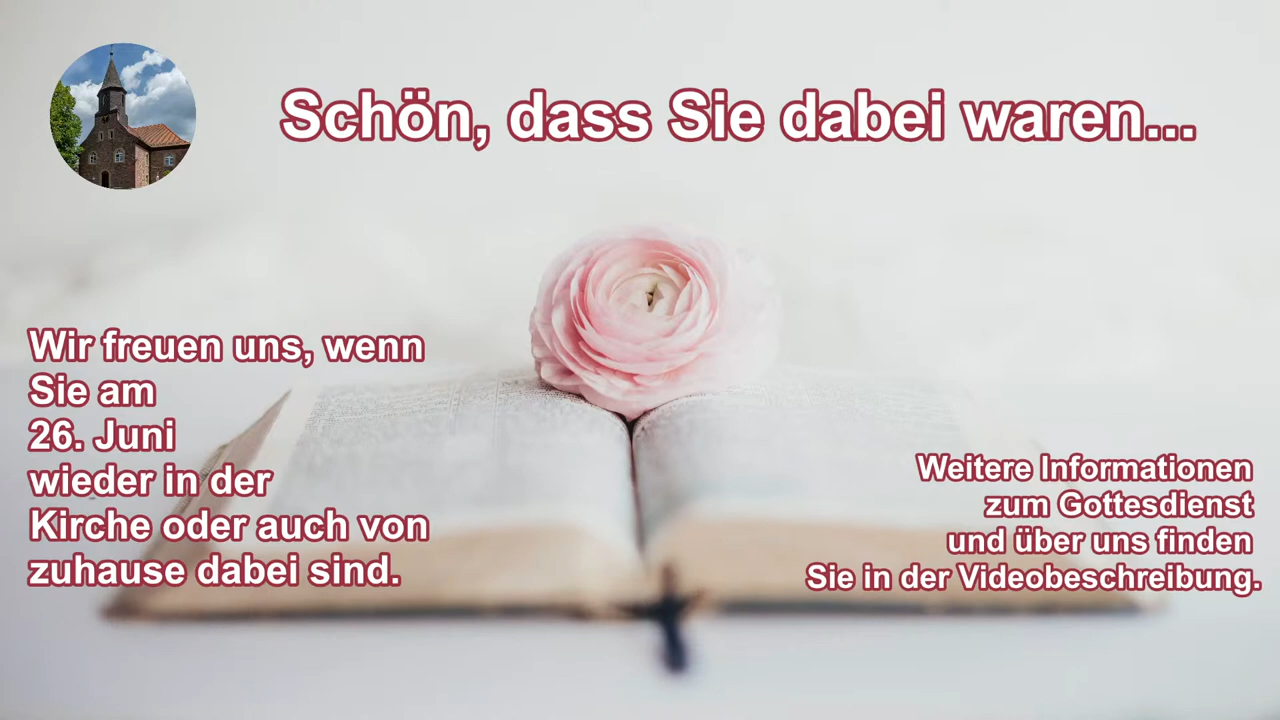 Schön, dass Sie dabei waren...
Wir freuen uns, wenn
Sie am
26. Juni
wieder in der
Kirche oder auch von
zuhause dabei sind.
Weitere Informationen
zum Gottesdienst
und über uns finden
Sie in der Videobeschreibung.